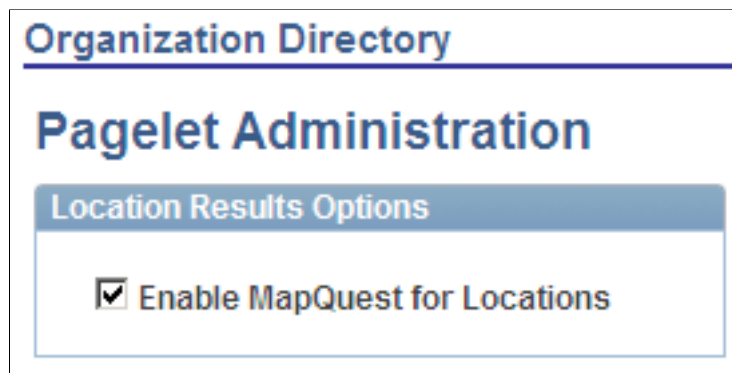 Organization Directory
Pagelet Administration
Location Results Options
Enable MapQuest for Locations